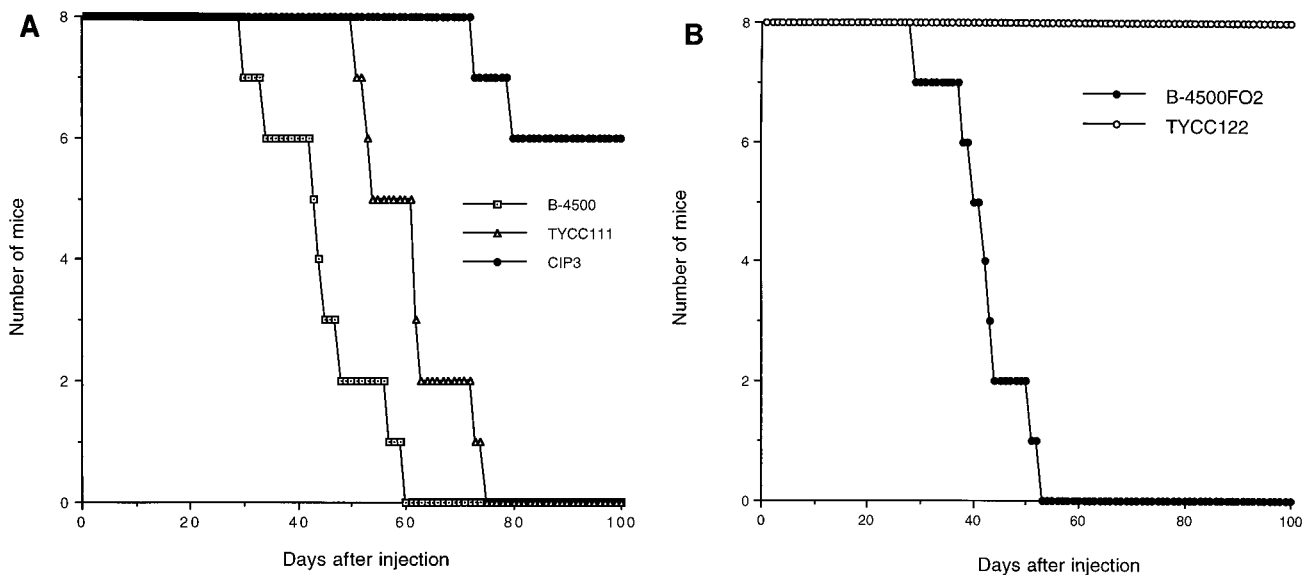 A
Number of mice
8
6
4
2
0
0 20 40 60 80 100
Days after injection
B-4500
TYCC111
CIP3
B
Number of mice
8
6
4
2
0
0 20 40 60 80 100
Days after injection
B-4500FO2
TYCC122